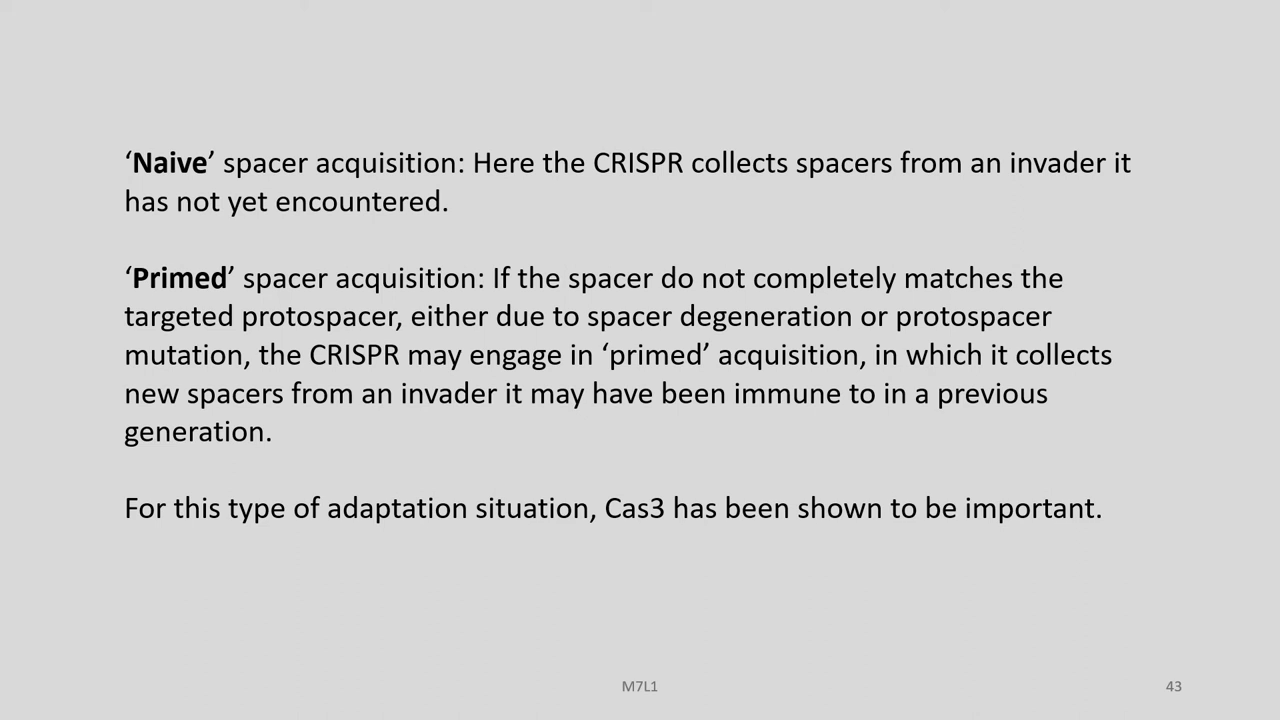 ‘Naive’ spacer acquisition: Here the CRISPR collects spacers from an invader it
has not yet encountered.
‘Primed’ spacer acquisition: If the spacer do not completely matches the
targeted protospacer, either due to spacer degeneration or protospacer
mutation, the CRISPR may engage in ‘primed’ acquisition, in which it collects
new spacers from an invader it may have been immune to in a previous
generation.
For this type of adaptation situation, Cas3 has been shown to be important.
M7L1
43